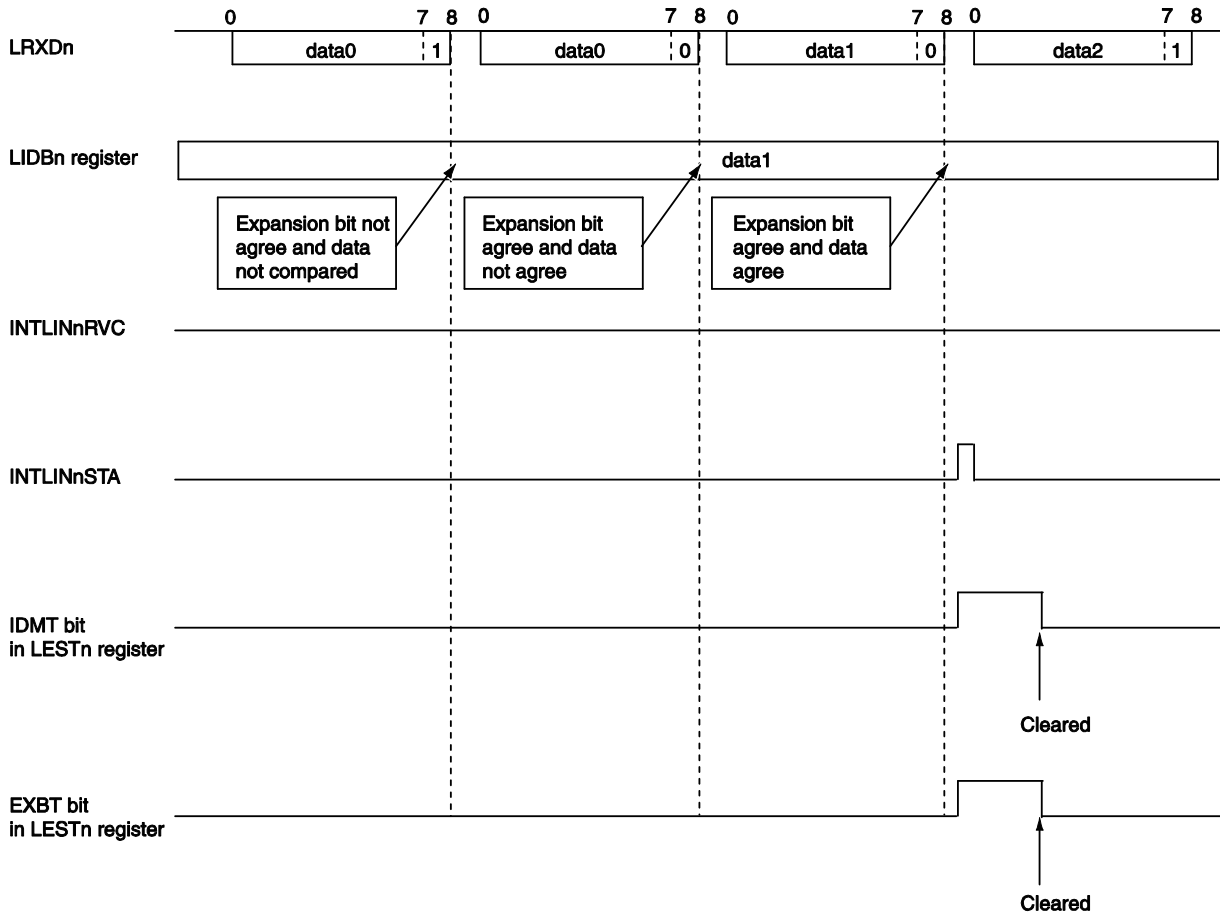 0 7 8 0 7 8 0 7 8 0 7 8
LRXDn data0 1 data0 0 data1 0 data2 1
LIDBn register data1
Expansion bit not
agree and data
not compared
Expansion bit
agree and data
not agree
Expansion bit
agree and data
agree
INTLINnRVC
INTLINnSTA
IDMT bit
in LESTn register
Cleared
EXBT bit
in LESTn register
Cleared